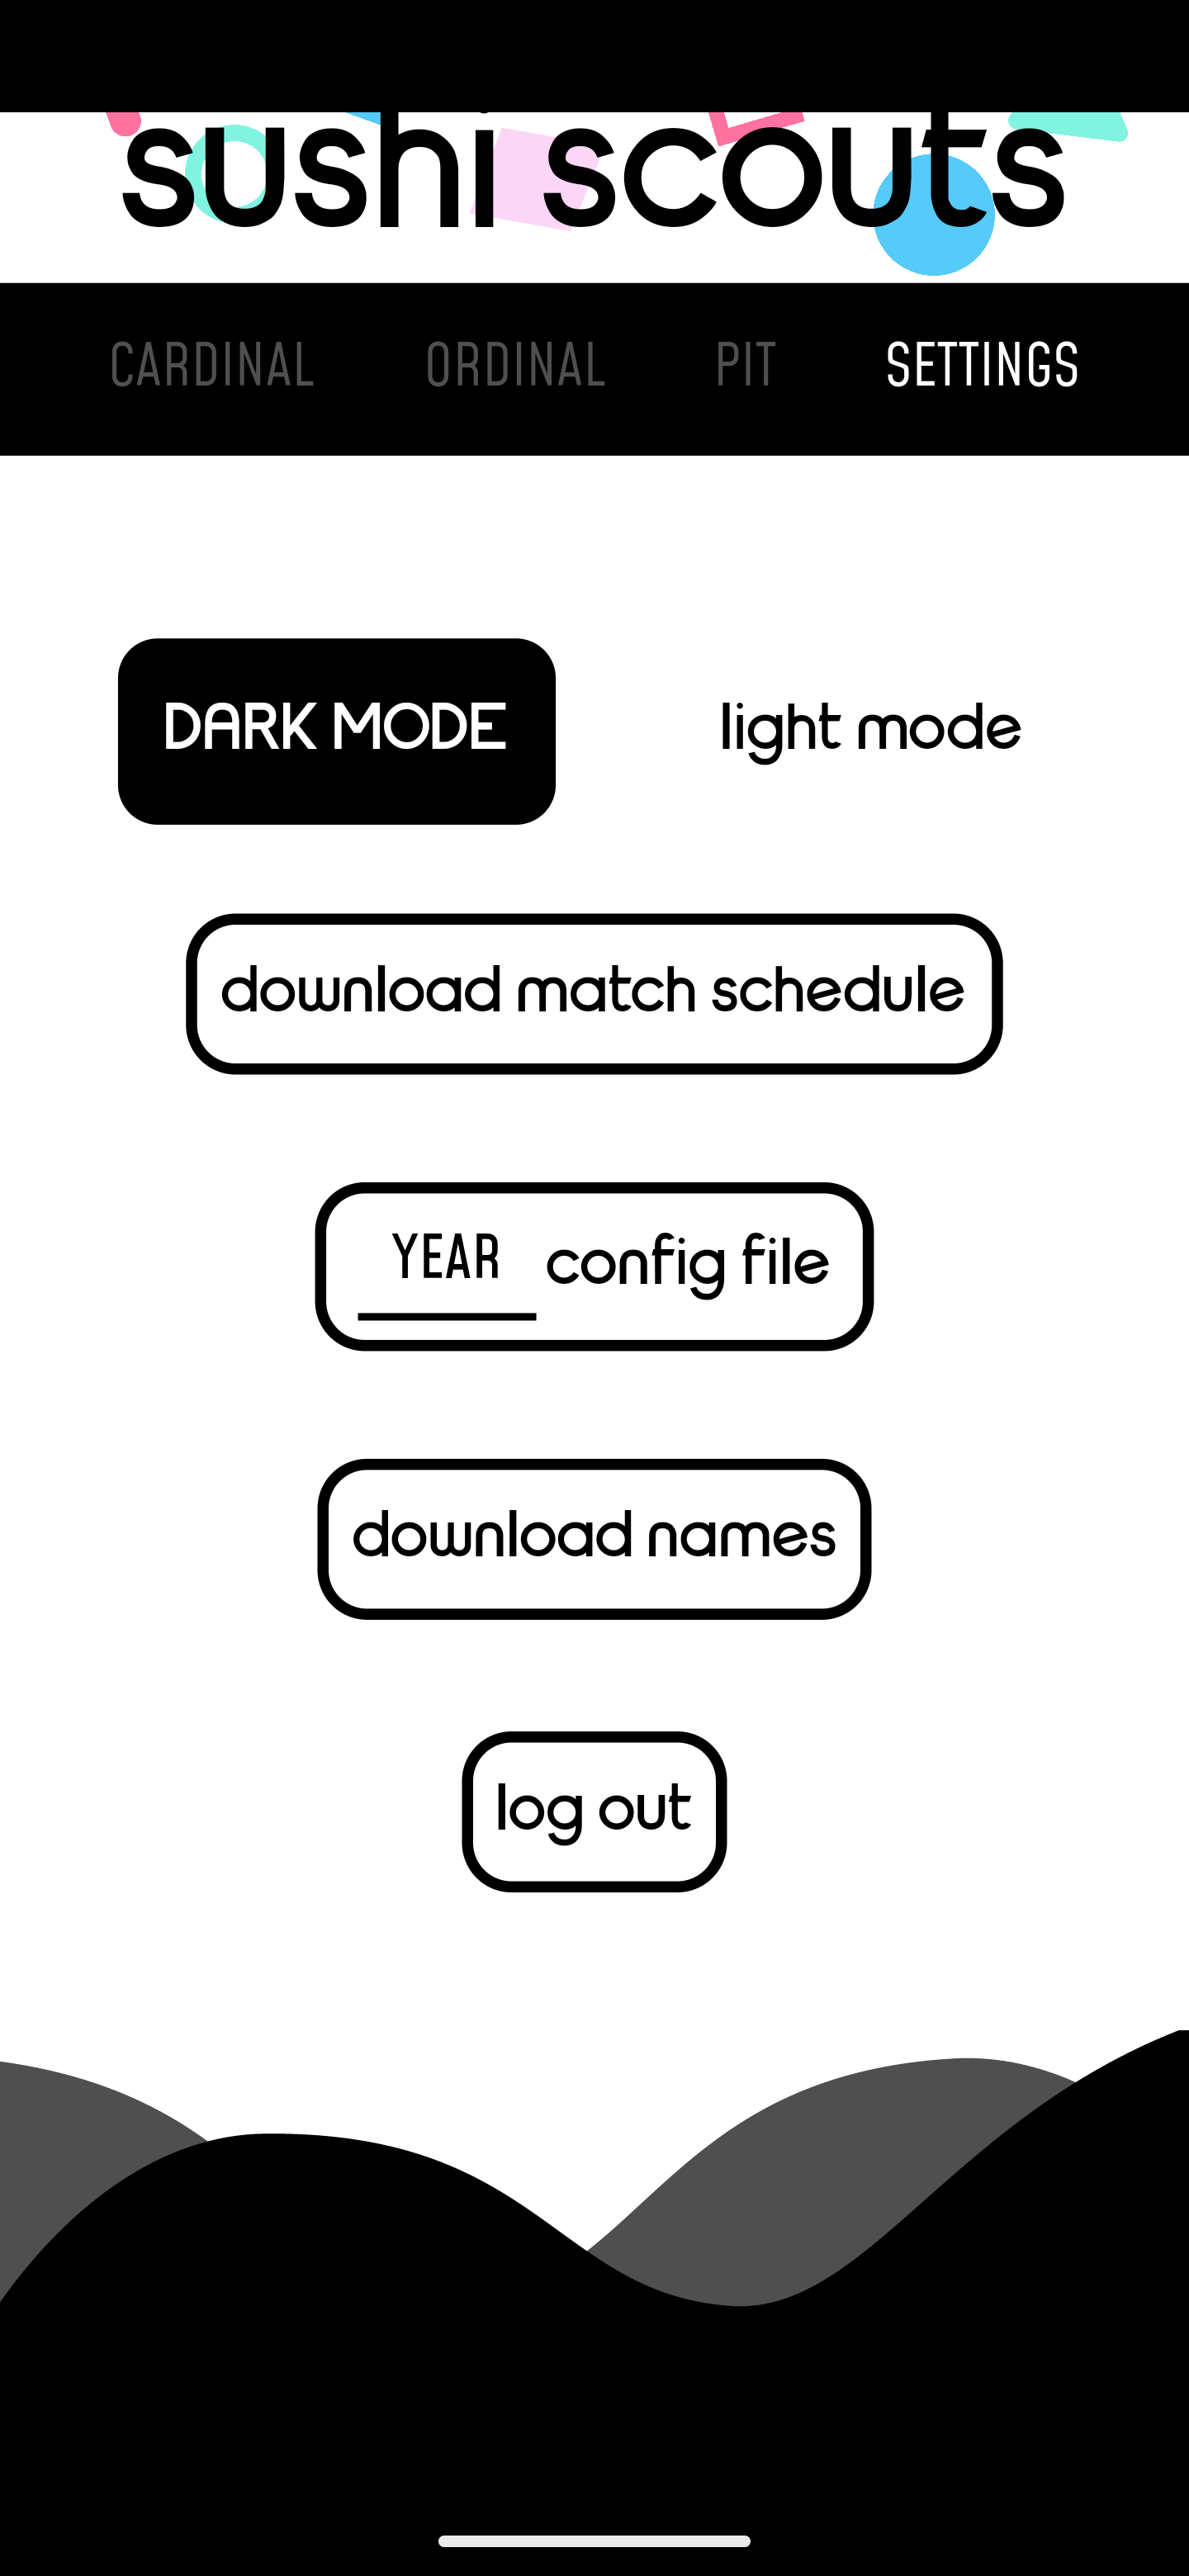 sushi scouts
CARDINAL ORDINAL PIT SETTINGS
DARK MODE light mode
download match schedule
YEAR config file
download names
log out